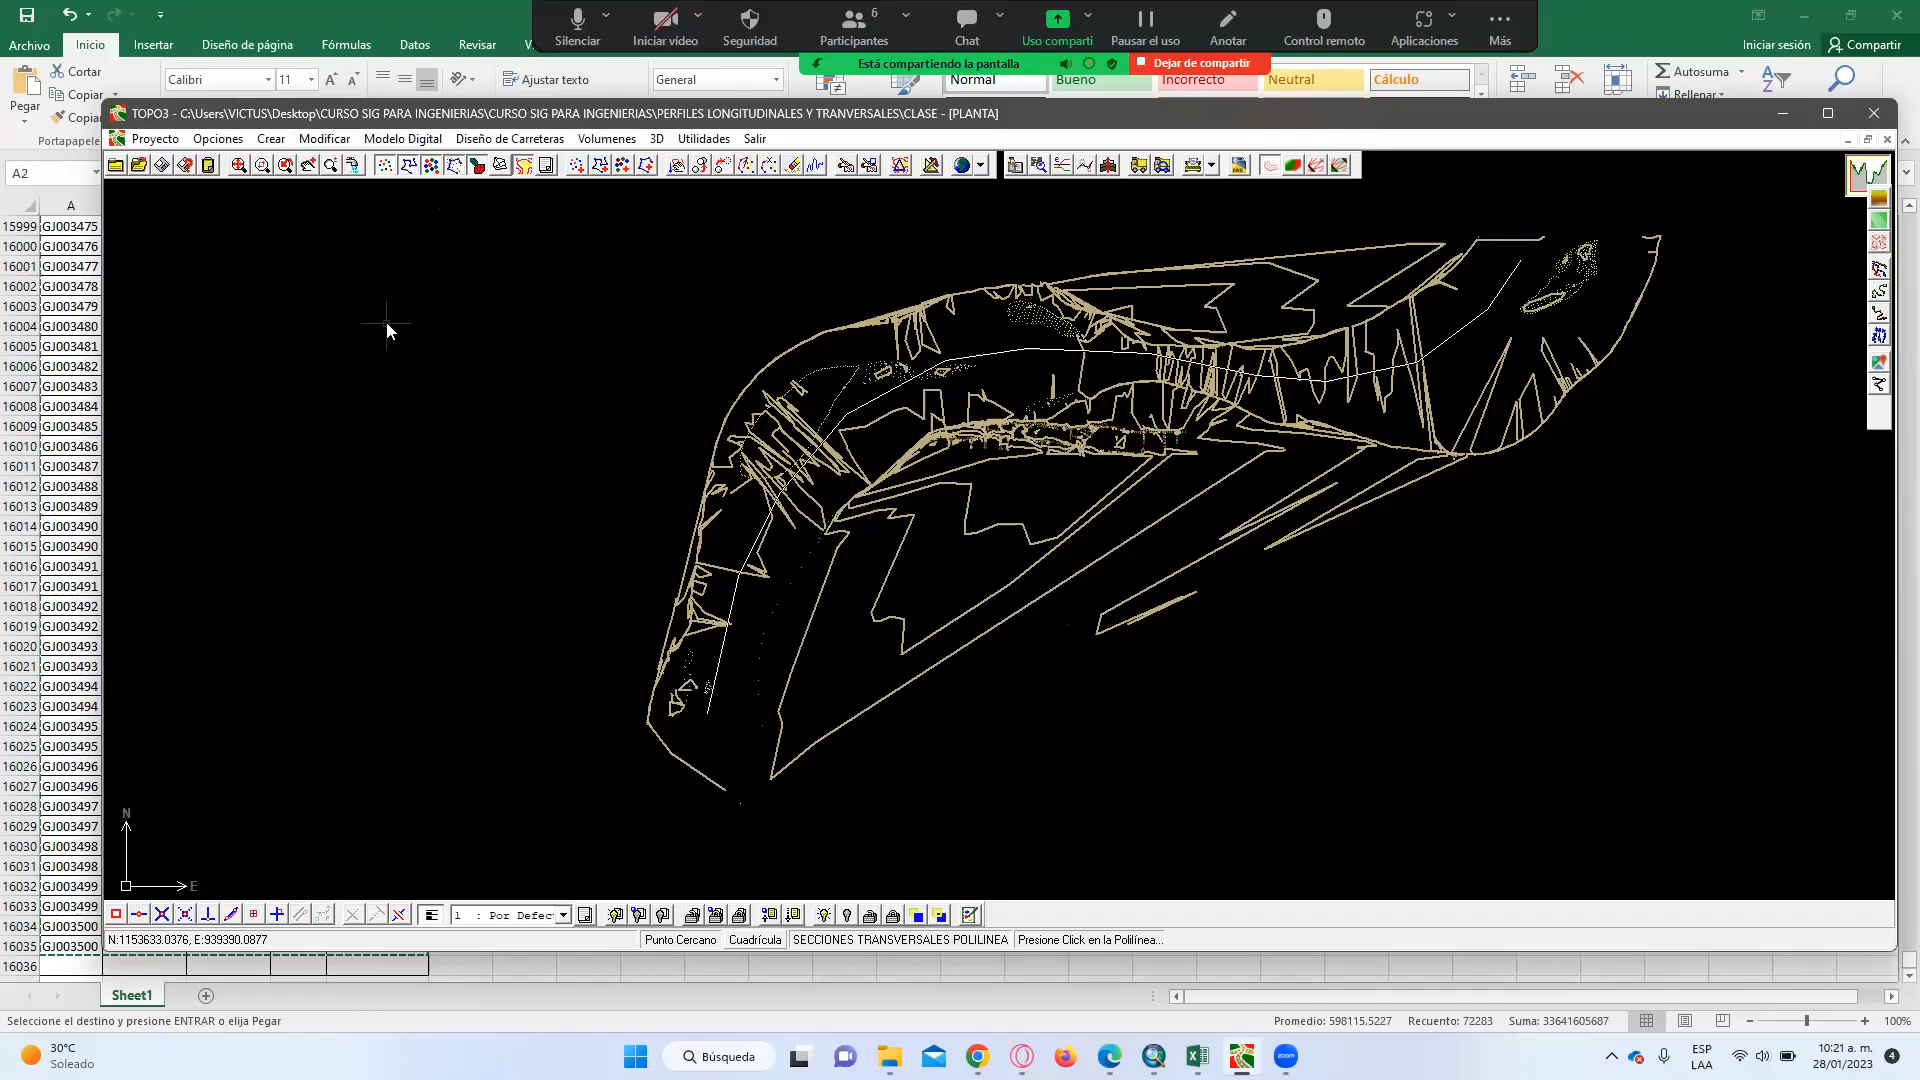 Archivo
Inicio
Insertar
Diseño de página
Fórmulas
Datos
Revisar
Silenciar
Iniciar vídeo
Seguridad
6
Participantes
Chat
Uso comparti
Pausar el uso
Anotar
Control remoto
Aplicaciones
Más
Iniciar sesión
Compartir
Está compartiendo la pantalla
Dejar de compartir
Pegar
Cortar
Copiar
Portapapele
Calibri
11
Ajustar texto
General
Normal
Bueno
Incorrecto
Neutral
Cálculo
Autosuma
Rellenar
TOPO3 - C:\Users\VICTUS\Desktop\CURSO SIG PARA INGENIERIAS\CURSO SIG PARA INGENIERIAS\PERFILES LONGITUDINALES Y TRANVERSALES\CLASE - [PLANTA]
Proyecto
Opciones
Crear
Modificar
Modelo Digital
Diseño de Carreteras
Volumenes
3D
Utilidades
Salir
A2
A
15999 GJ003475
16000 GJ003476
16001 GJ003477
16002 GJ003478
16003 GJ003479
16004 GJ003480
16005 GJ003481
16006 GJ003482
16007 GJ003483
16008 GJ003484
16009 GJ003485
16010 GJ003486
16011 GJ003487
16012 GJ003488
16013 GJ003489
16014 GJ003490
16015 GJ003490
16016 GJ003491
16017 GJ003491
16018 GJ003492
16019 GJ003492
16020 GJ003493
16021 GJ003493
16022 GJ003494
16023 GJ003494
16024 GJ003495
16025 GJ003495
16026 GJ003496
16027 GJ003496
16028 GJ003497
16029 GJ003497
16030 GJ003498
16031 GJ003498
16032 GJ003499
16033 GJ003499
16034 GJ003500
16035 GJ003500
16036
N
E
1 : Por Defec
N:1153633.0376, E:939390.0877
Punto Cercano
Cuadrícula
SECCIONES TRANSVERSALES POLILINEA
Presione Click en la Polilínea...
Sheet1
Seleccione el destino y presione ENTRAR o elija Pegar
Promedio: 598115.5227
Recuento: 72283
Suma: 33641605687
100%
30°C
Soleado
Búsqueda
zoom
ESP
LAA
10:21 a. m.
28/01/2023
4